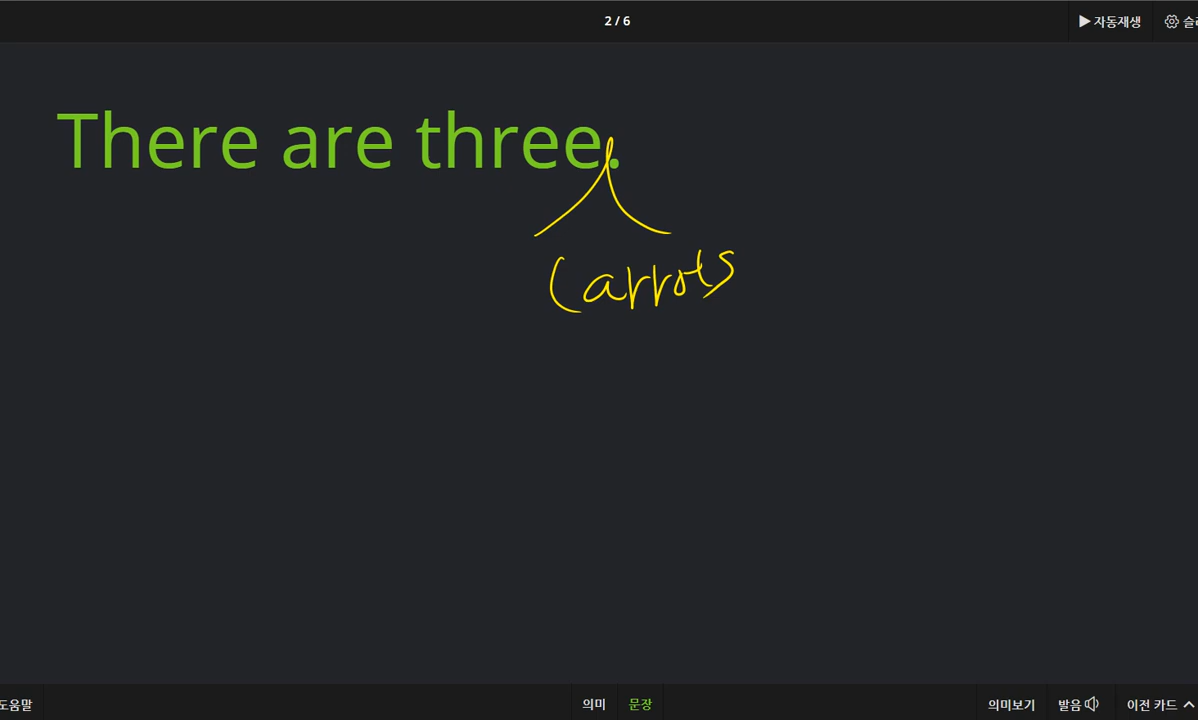 2 / 6
▶ 자동재생
There are three.
carrots
도움말
의미
문장
의미보기
발음
이전 카드